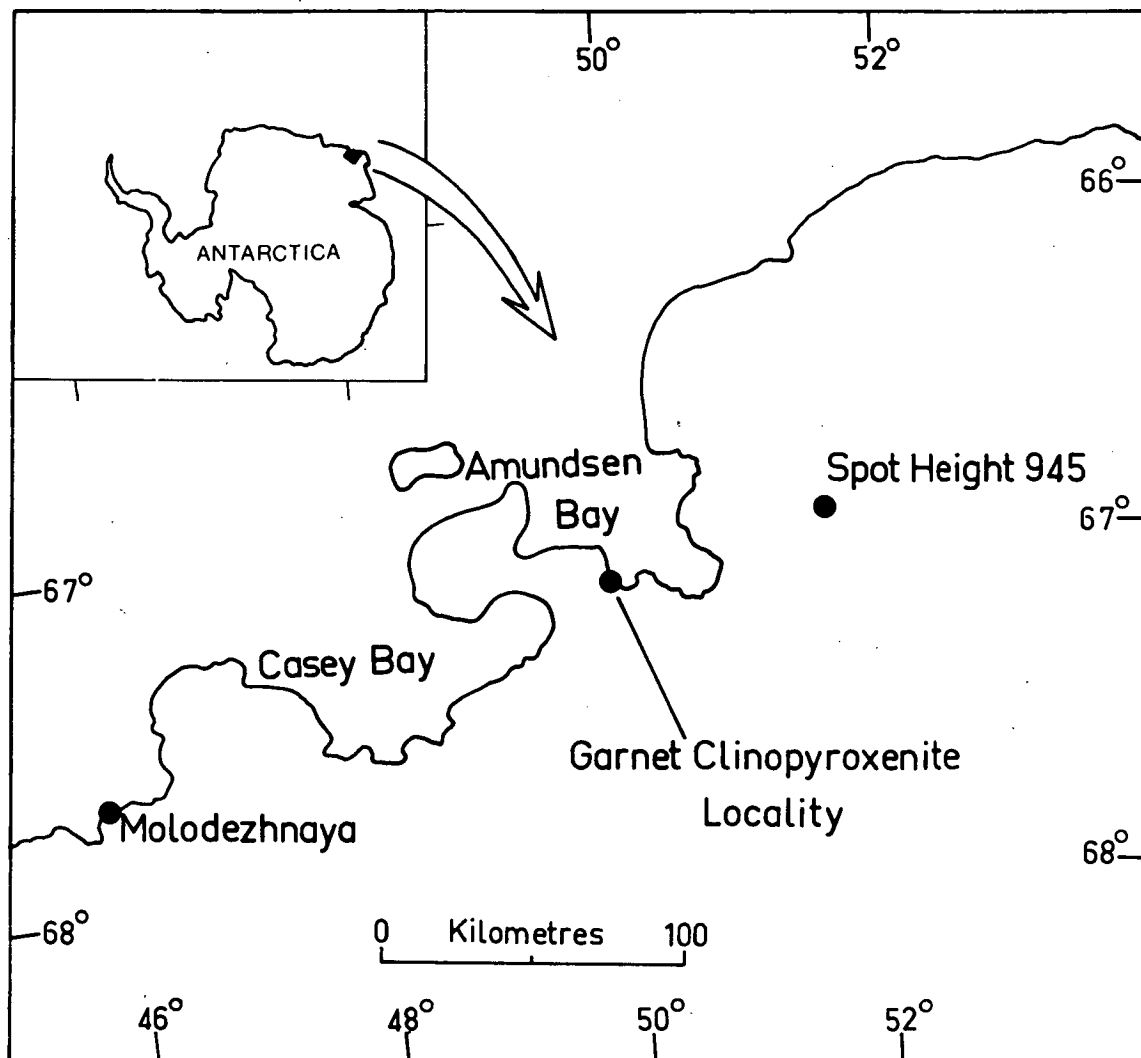 50°
52°
66°
ANTARCTICA
Amundsen
Bay
Spot Height 945
67°
67°
Casey Bay
Garnet Clinopyroxenite
Locality
Molodezhnaya
68°
68°
0 Kilometres 100
46°
48°
50°
52°